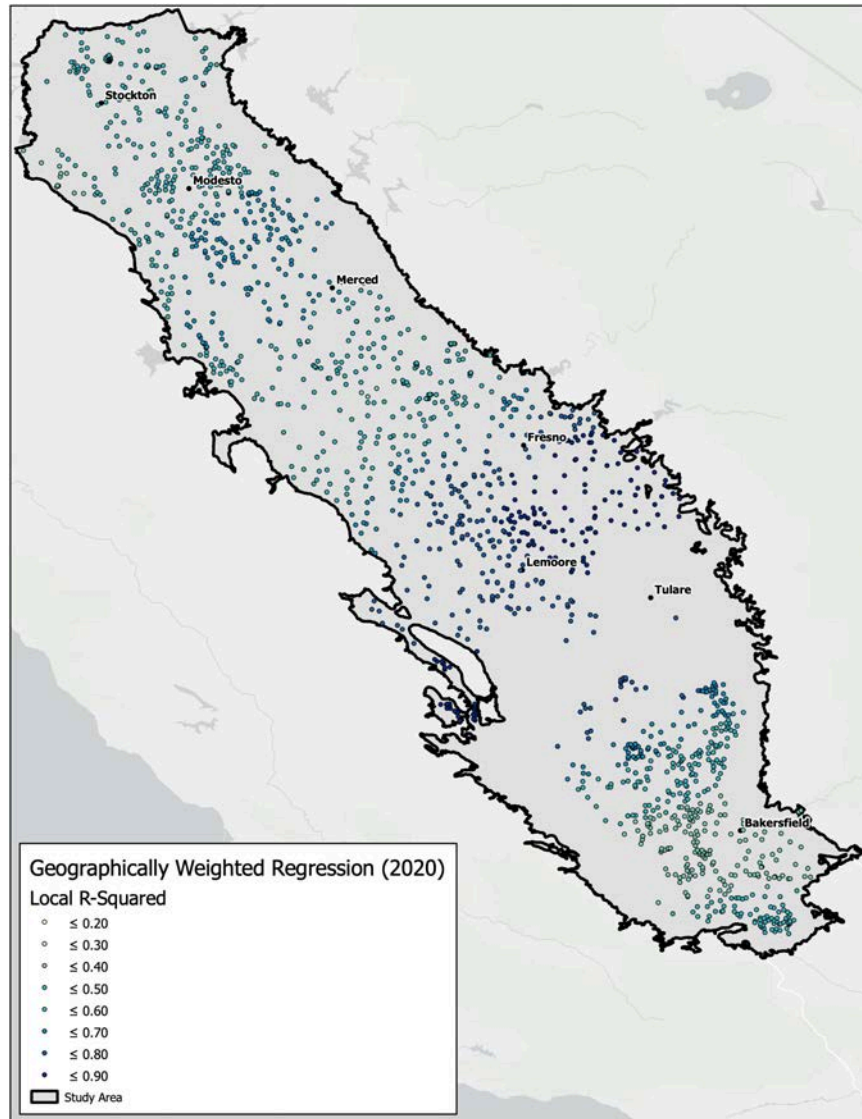 Stockton
Modesto
Merced
Fresno
Lemoore
Tulare
Bakersfield
Geographically Weighted Regression (2020)
Local R-Squared
≤ 0.20
≤ 0.30
≤ 0.40
≤ 0.50
≤ 0.60
≤ 0.70
≤ 0.80
≤ 0.90
Study Area